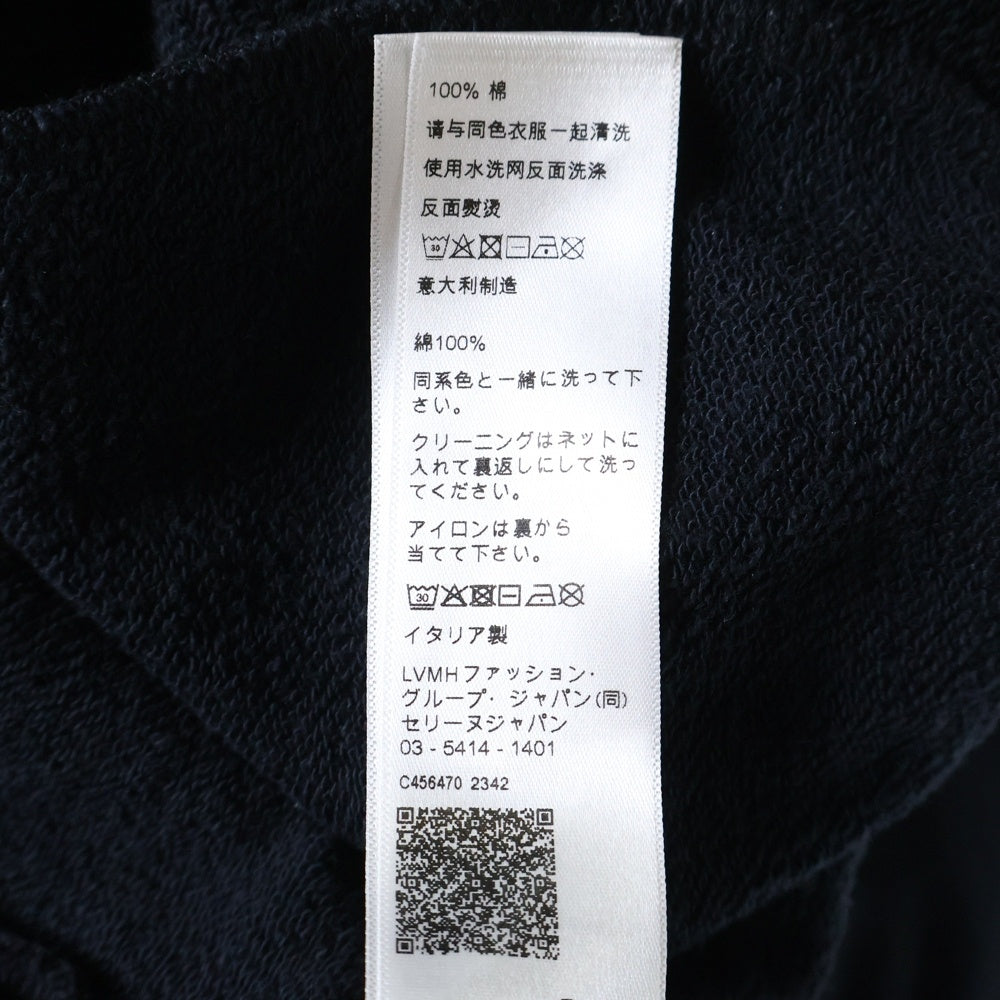 100% 棉
请与同色衣服一起清洗
使用水洗网反面洗涤
反面熨烫
30
意大利制造
綿100%
同系色と一緒に洗って下
さい。
クリーニングはネットに
入れて裏返しにして洗っ
てください。
アイロンは裏から
当てて下さい。
30
イタリア製
LVMHファッション·
グループ· ジャパン(同)
セリーヌジャパン
03 - 5414 - 1401
C456470 2342